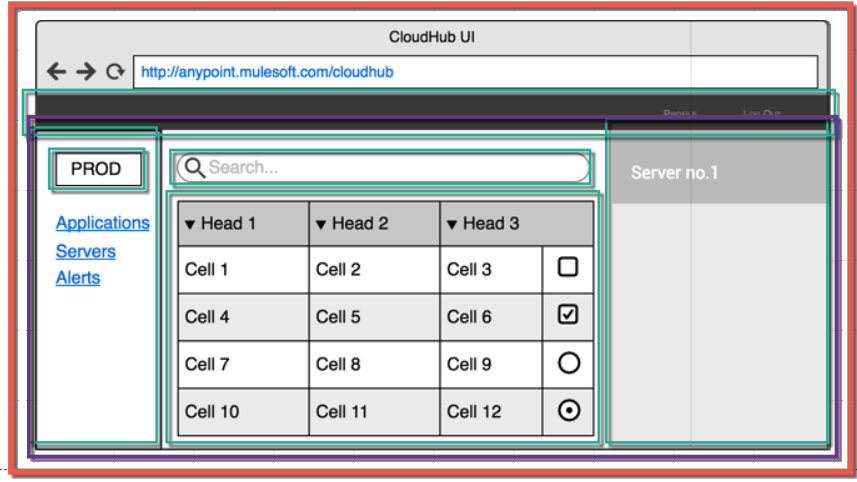 CloudHub UI
http://anypoint.mulesoft.com/cloudhub
Profile Log Out
PROD
Search...
Server no.1
Applications
Servers
Alerts
▼ Head 1 ▼ Head 2 ▼ Head 3
Cell 1 Cell 2 Cell 3
Cell 4 Cell 5 Cell 6
Cell 7 Cell 8 Cell 9
Cell 10 Cell 11 Cell 12